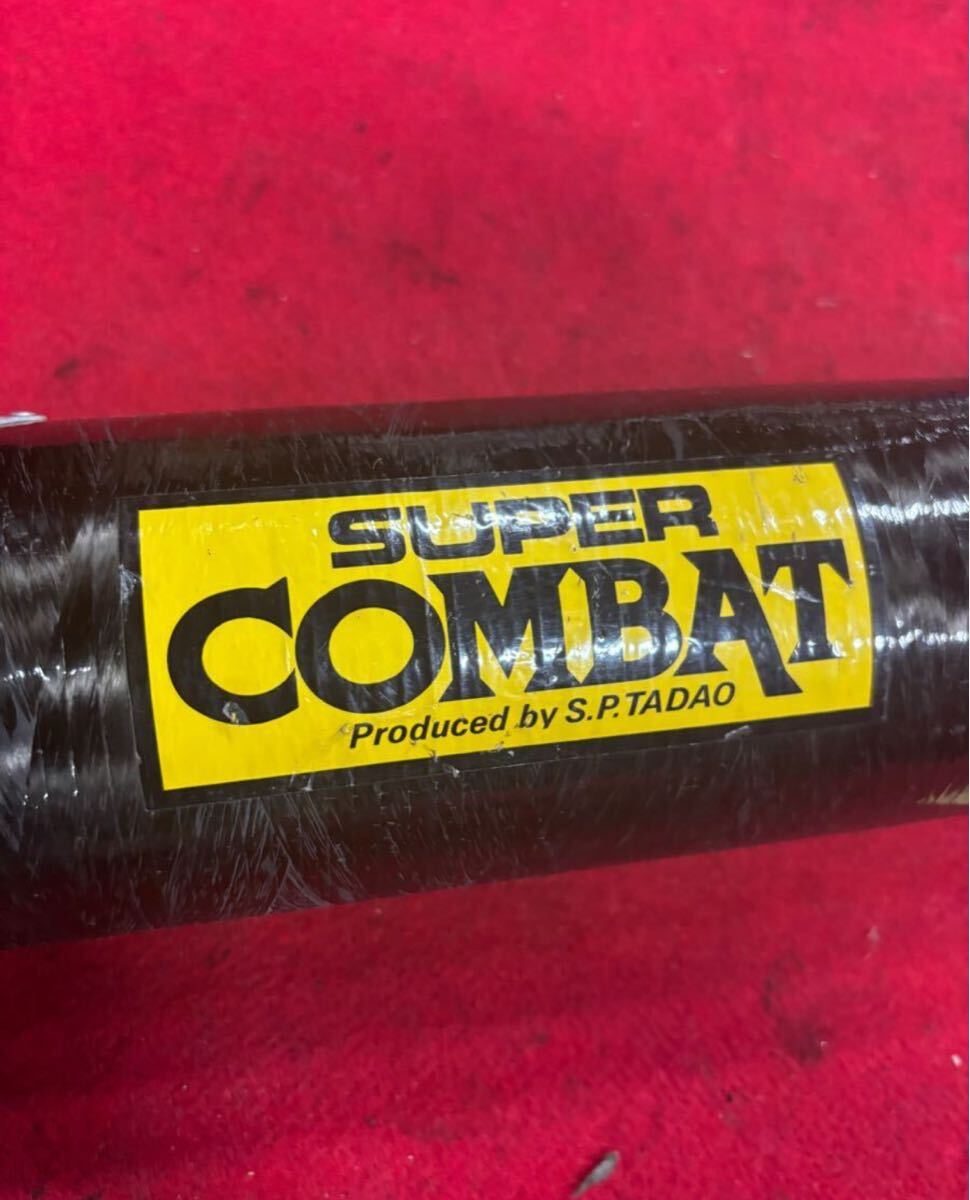 SUPER
COMBAT
Produced by S.P.TADAO